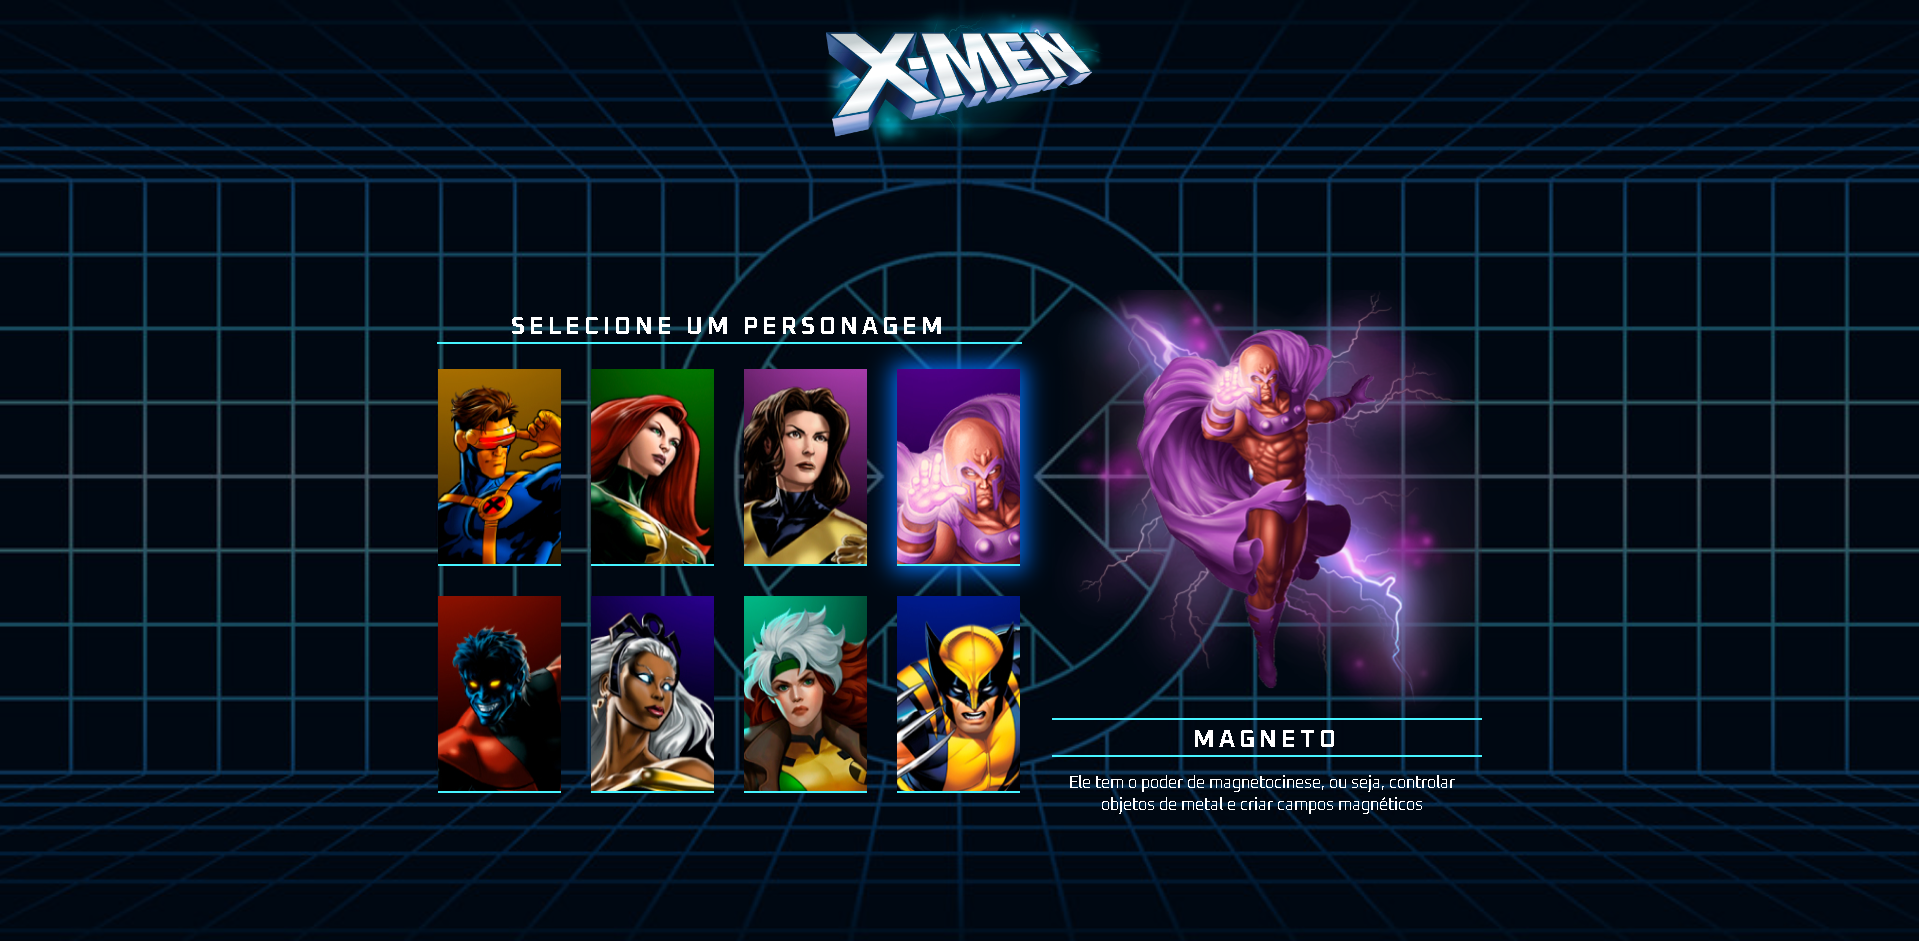 X-MEN
SELECIONE UM PERSONAGEM
MAGNETO
Ele tem o poder de magnetocinese, ou seja, controlar
objetos de metal e criar campos magnéticos